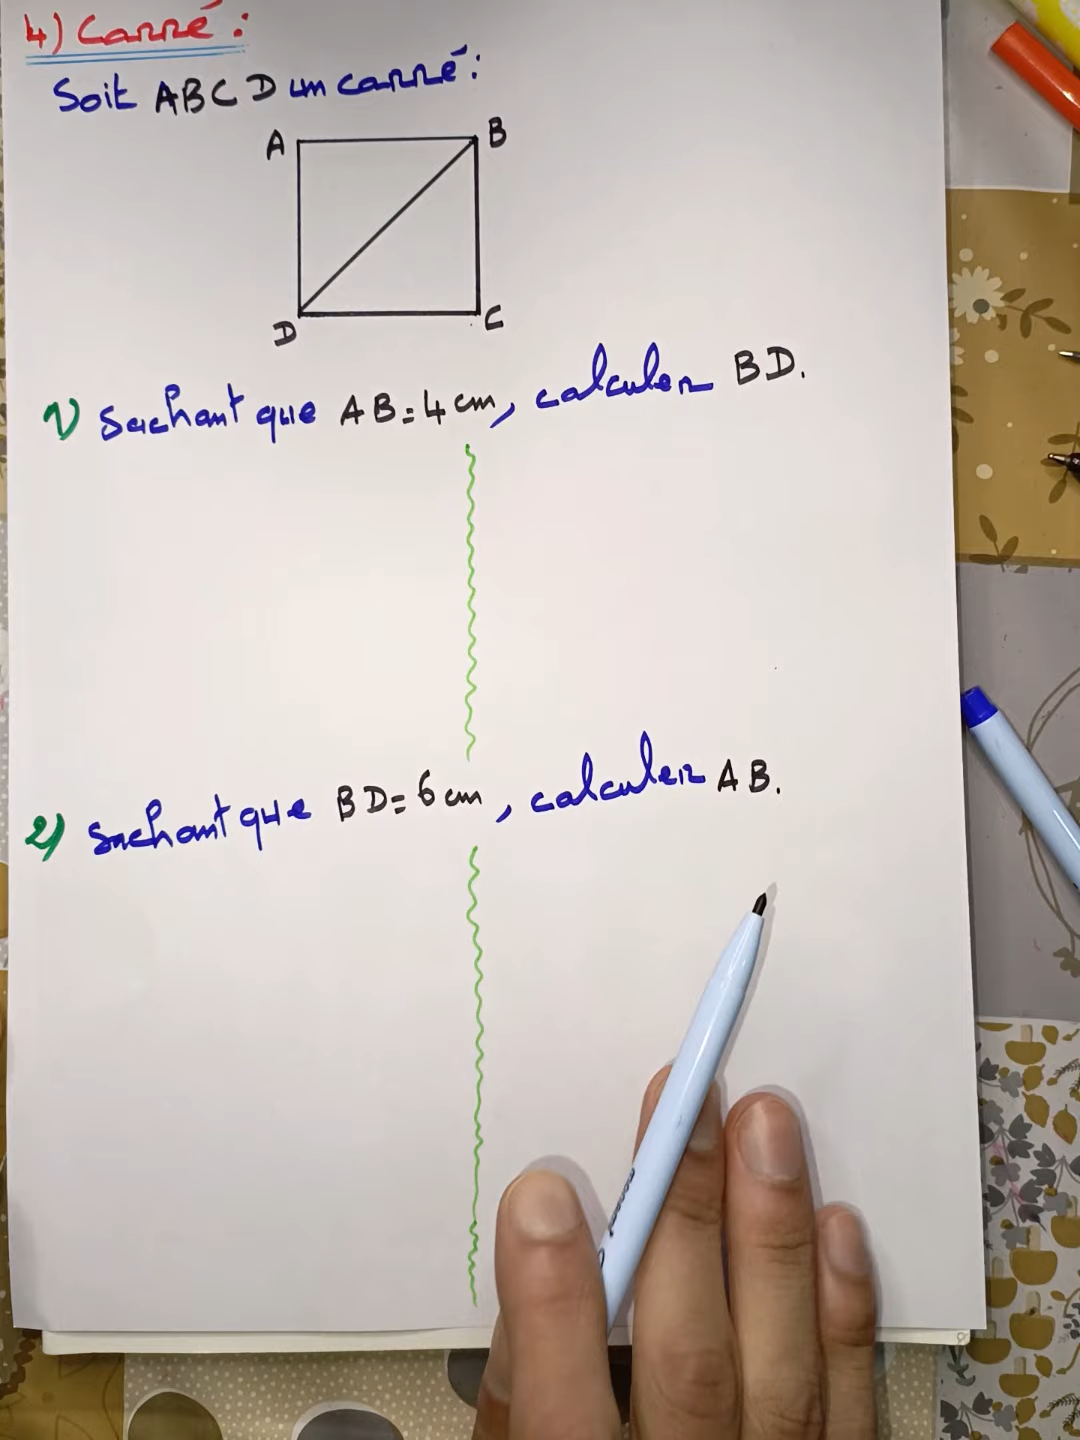 4) Carré :
Soit ABCD un carré :
A B
D C
1) Sachant que AB = 4 cm, calculer BD.
2) Sachant que BD = 6 cm, calculer AB.